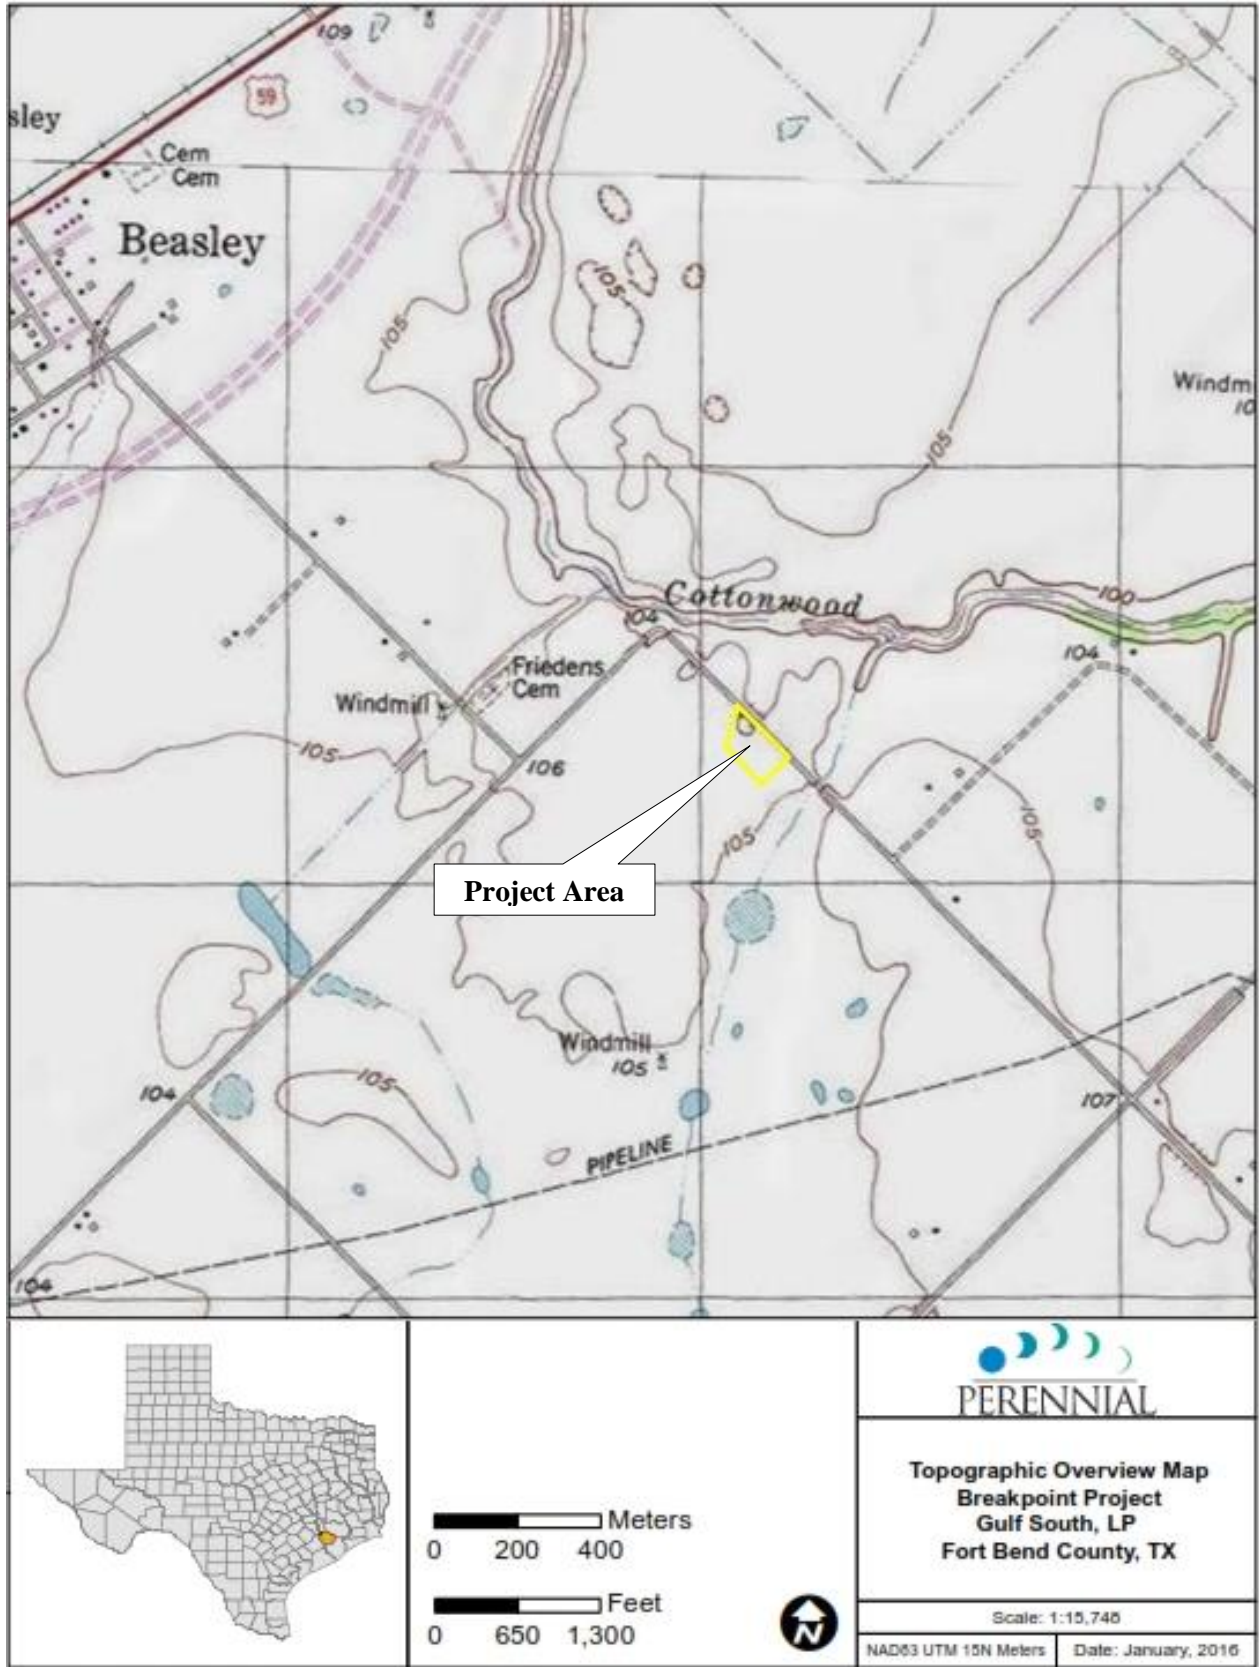 109
59
sley
Cem
Cem
Beasley
105
105
Windm
10
105
Cottonwood
100
104
104
Friedens
Cem
Windmill
105
106
105
105
Project Area
Windmill
105
105
104
107
PIPELINE
104
PERENNIAL
Topographic Overview Map
Breakpoint Project
Gulf South, LP
Fort Bend County, TX
Meters
0 200 400
Feet
0 650 1,300
N
Scale: 1:15,748
NAD83 UTM 15N Meters
Date: January, 2016